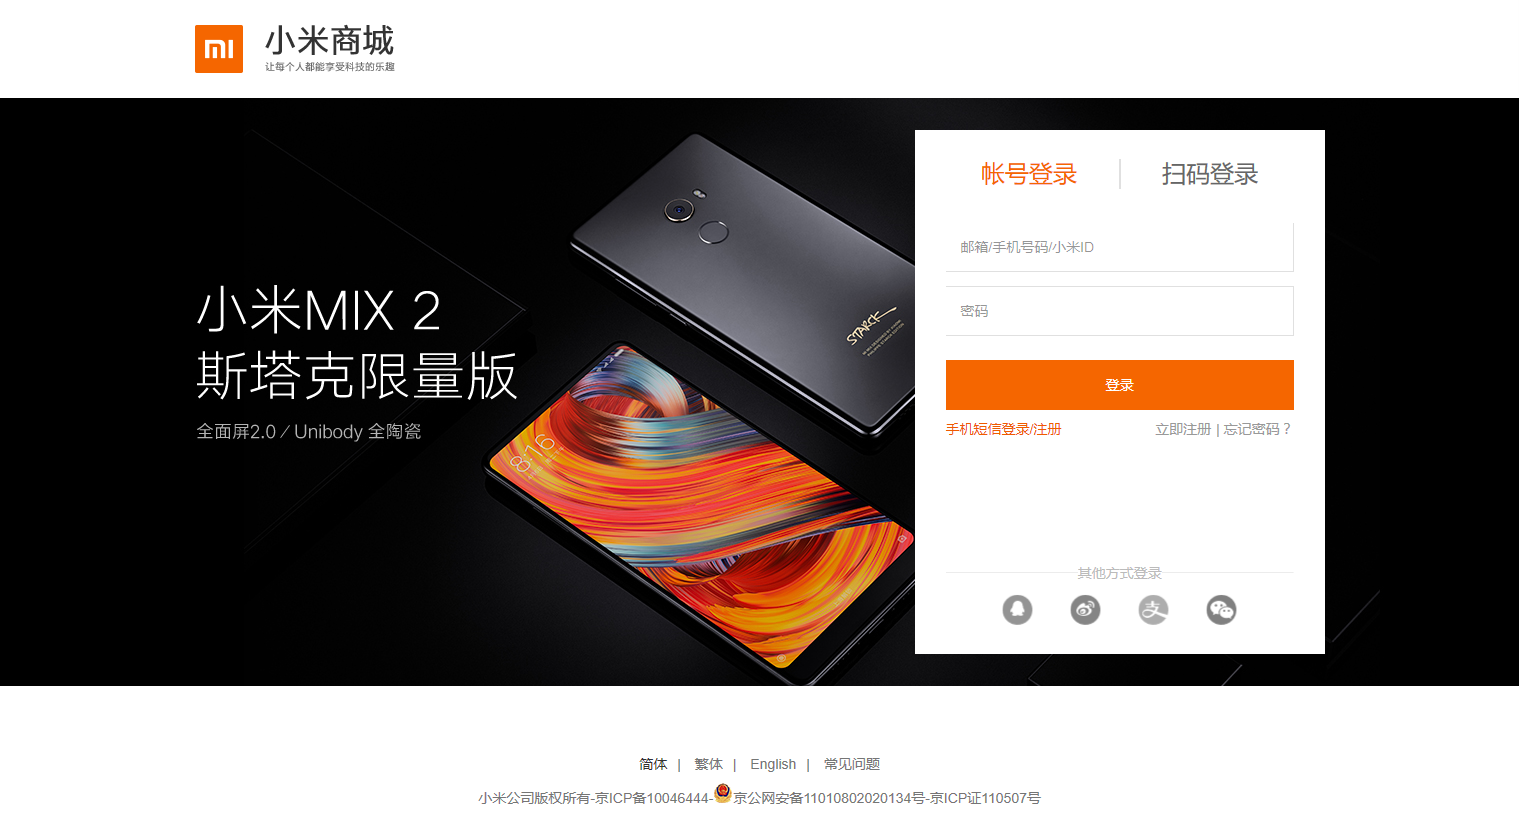 小米商城
让每个人都能享受科技的乐趣
帐号登录
扫码登录
邮箱/手机号码/小米ID
密码
登录
手机短信登录/注册
立即注册 | 忘记密码？
其他方式登录
小米MIX 2
斯塔克限量版
全面屏2.0 / Unibody 全陶瓷
STARCK
8:16
简体 | 繁体 | English | 常见问题
小米公司版权所有-京ICP备10046444-京公网安备11010802020134号-京ICP证110507号